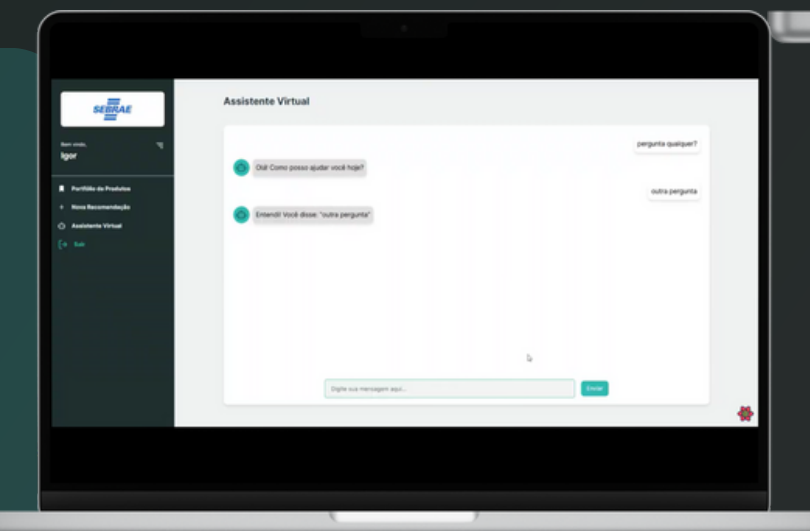 SEBRAE
Bem vindo,
Igor
Portfólio de Produtos
Nova Recomendação
Assistente Virtual
Sair
Assistente Virtual
pergunta qualquer?
Olá! Como posso ajudar você hoje?
outra pergunta
Entendi! Você disse: "outra pergunta"
Digite sua mensagem aqui...
Enviar